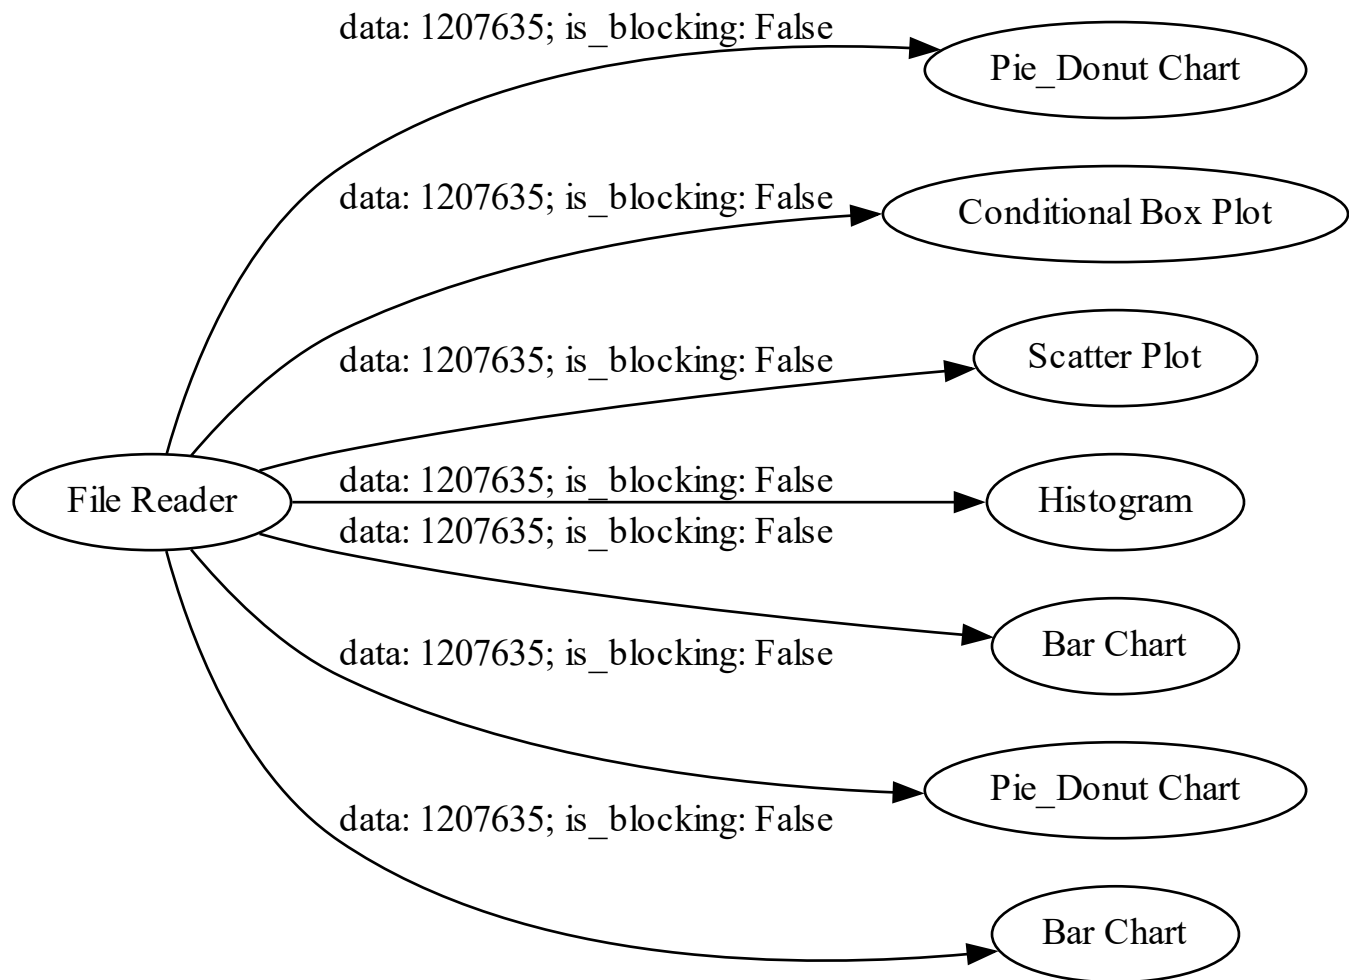 data: 1207635; is_blocking: False
Pie_Donut Chart
data: 1207635; is_blocking: False
Conditional Box Plot
data: 1207635; is_blocking: False
Scatter Plot
data: 1207635; is_blocking: False
File Reader
Histogram
data: 1207635; is_blocking: False
Bar Chart
data: 1207635; is_blocking: False
Pie_Donut Chart
data: 1207635; is_blocking: False
Bar Chart